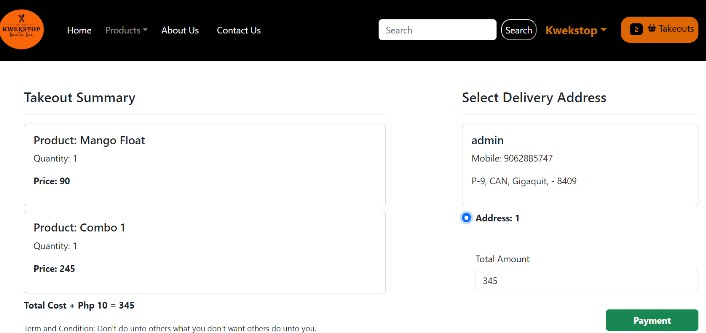 KWEKSTOP
Home Products About Us Contact Us Search Search Kwekstop 2 Takeouts
Takeout Summary
Select Delivery Address
Product: Mango Float
Quantity: 1
Price: 90
admin
Mobile: 9062885747
P-9, CAN, Gigaquit, - 8409
Product: Combo 1
Quantity: 1
Price: 245
Address: 1
Total Amount
345
Total Cost + Php 10 = 345
Term and Condition: Don't do unto others what you don't want others do unto you.
Payment